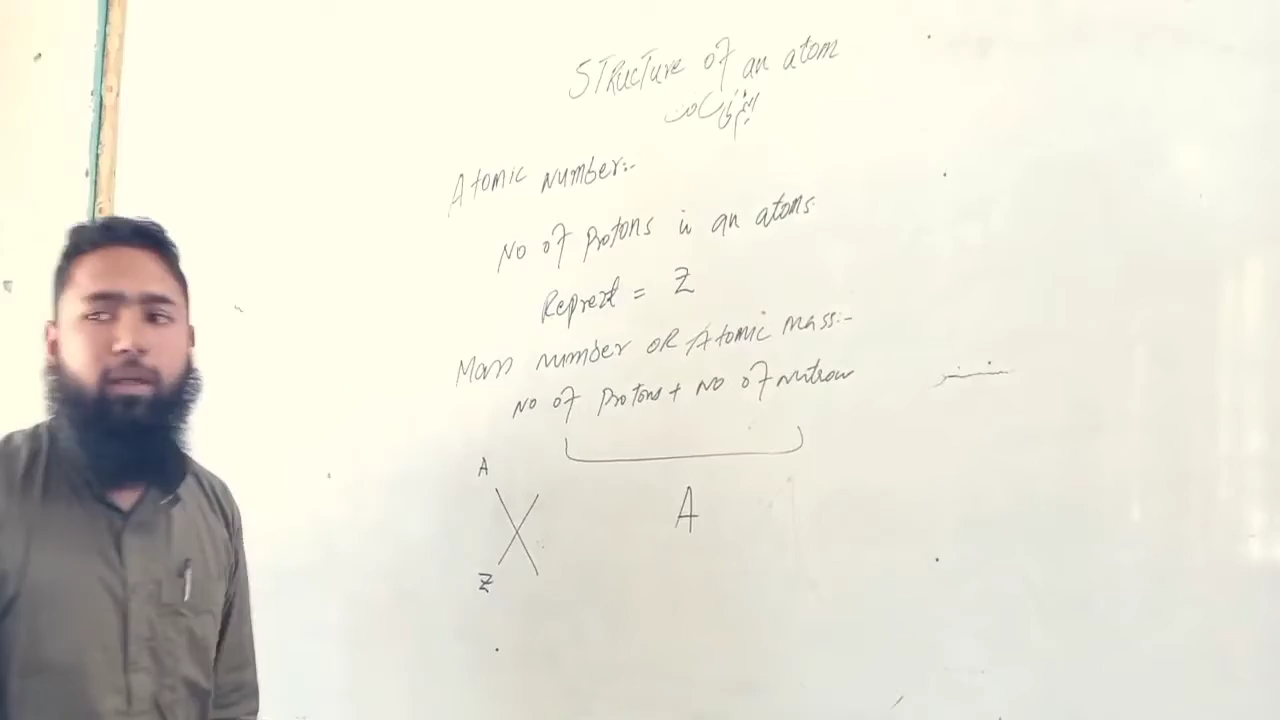 Structure of an atom
ایٹم کی ساخت
Atomic number:-
No of protons in an atoms.
Represt = Z
Mass number OR Atomic mass:-
No of protons + No of nutron
A
X
Z
A